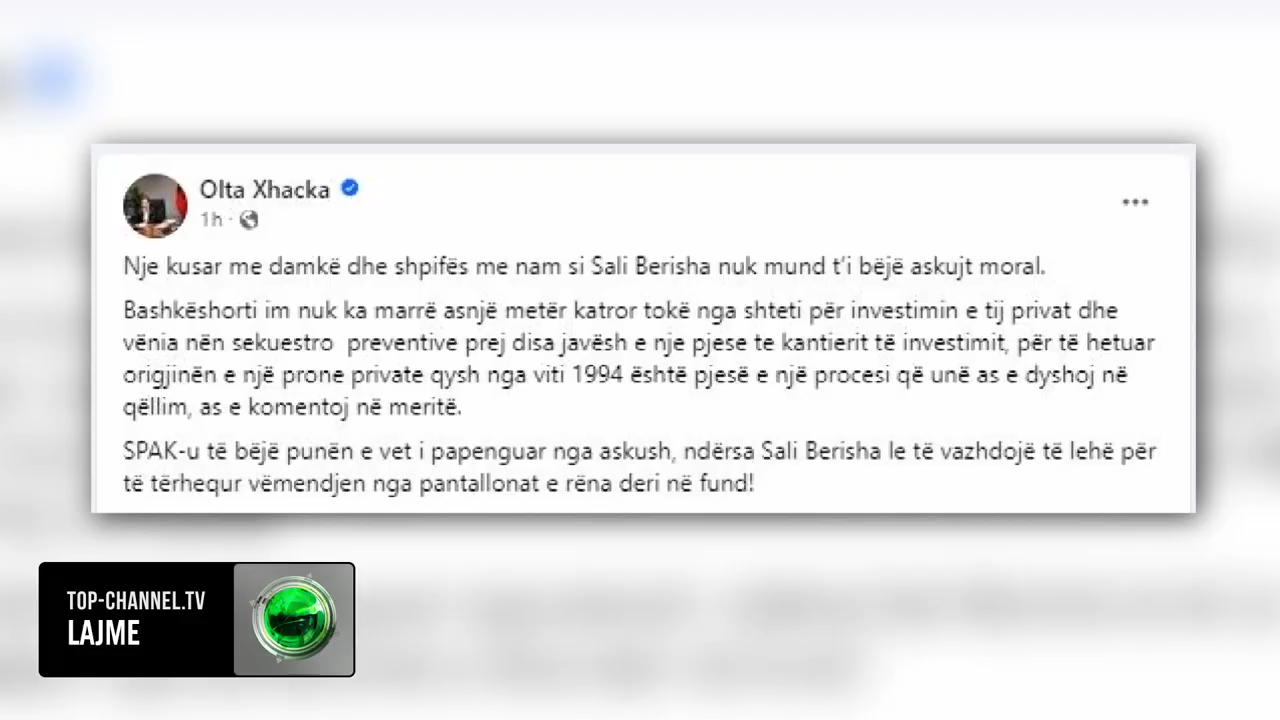 Olta Xhacka
1h ·
Nje kusar me damkë dhe shpifës me nam si Sali Berisha nuk mund t'i bëjë askujt moral.
Bashkëshorti im nuk ka marrë asnjë metër katror tokë nga shteti për investimin e tij privat dhe
vënia nën sekuestro preventive prej disa javësh e nje pjese te kantierit të investimit, për të hetuar
origjinën e një prone private qysh nga viti 1994 është pjesë e një procesi që unë as e dyshoj në
qëllim, as e komentoj në meritë.
SPAK-u të bëjë punën e vet i papenguar nga askush, ndërsa Sali Berisha le të vazhdojë të lehë për
të tërhequr vëmendjen nga pantallonat e rëna deri në fund!
TOP-CHANNEL.TV
LAJME